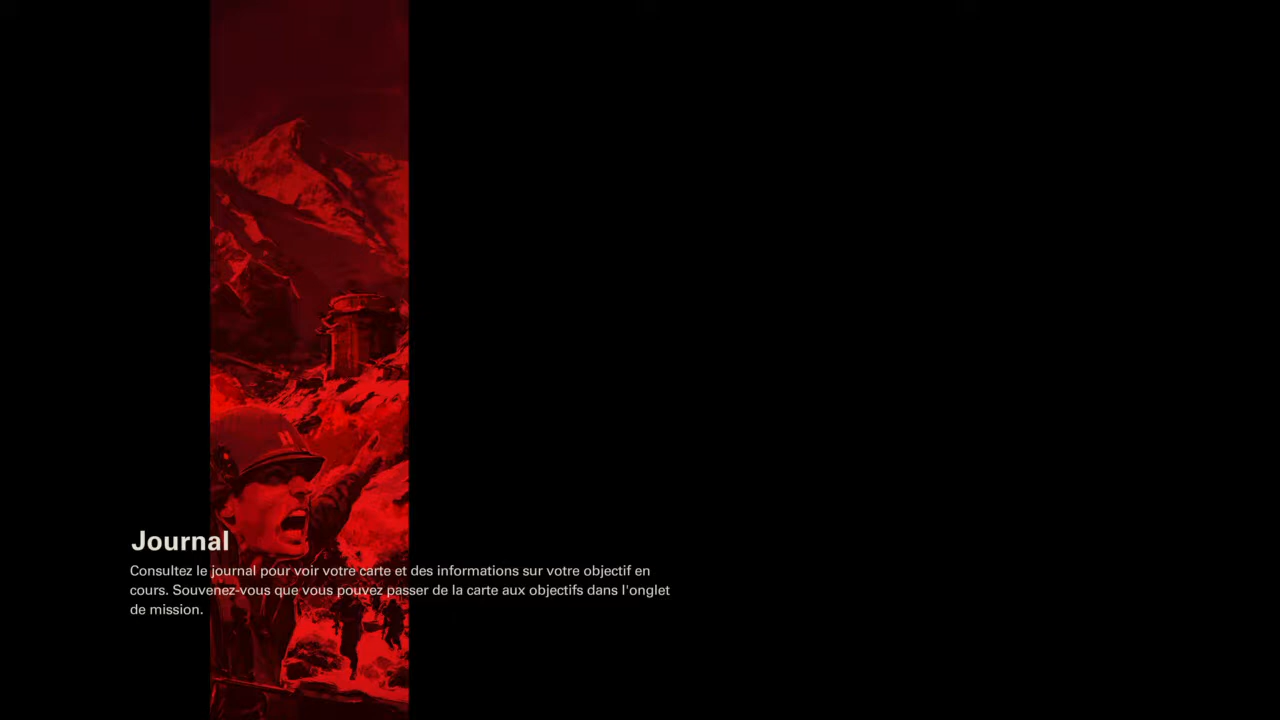 Journal
Consultez le journal pour voir votre carte et des informations sur votre objectif en
cours. Souvenez-vous que vous pouvez passer de la carte aux objectifs dans l'onglet
de mission.